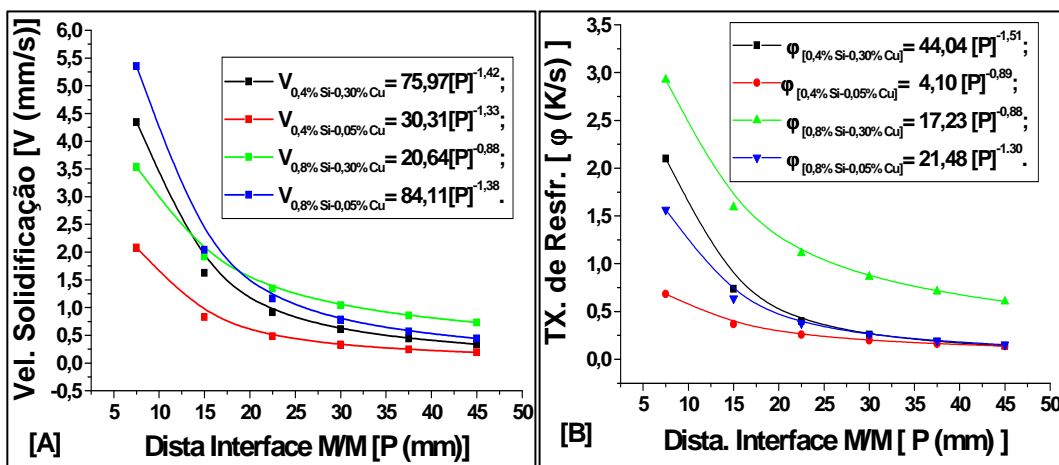 Vel. Solidificação [V (mm/s)]
6,0
5,5
5,0
4,5
4,0
3,5
3,0
2,5
2,0
1,5
1,0
0,5
0,0
-0,5
V 0,4% Si-0,30% Cu = 75,97[P]^-1,42;
V 0,4% Si-0,05% Cu = 30,31[P]^-1,33;
V 0,8% Si-0,30% Cu = 20,64[P]^-0,88;
V 0,8% Si-0,05% Cu = 84,11[P]^-1,38.
5 10 15 20 25 30 35 40 45 50
[A]
Dista Interface M/M [ P (mm)]
TX. de Resfr. [ φ (K/s) ]
3,5
3,0
2,5
2,0
1,5
1,0
0,5
0,0
φ [0,4% Si-0,30% Cu] = 44,04 [P]^-1,51;
φ [0,4% Si-0,05% Cu] = 4,10 [P]^-0,89;
φ [0,8% Si-0,30% Cu] = 17,23 [P]^-0,88;
φ [0,8% Si-0,05% Cu] = 21,48 [P]^-1.30.
5 10 15 20 25 30 35 40 45 50
[B]
Dista. Interface M/M [ P (mm) ]